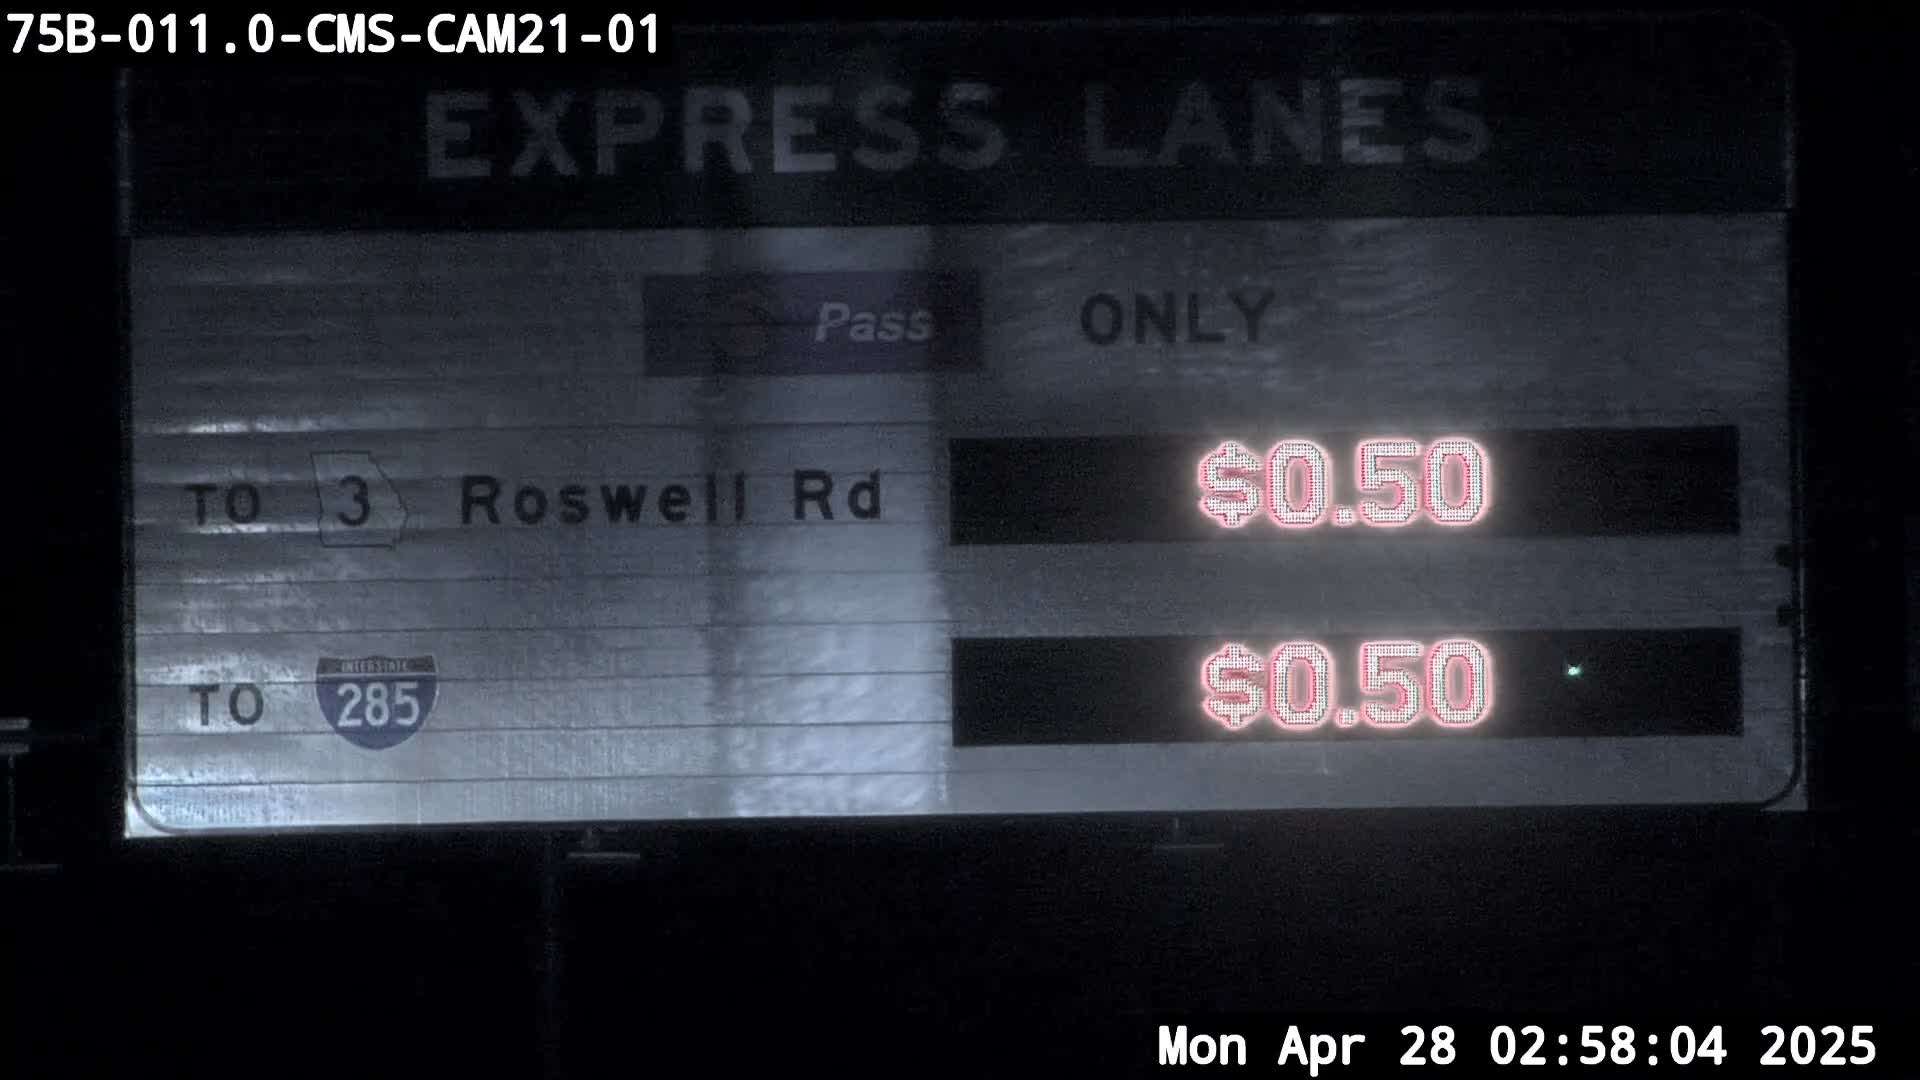 75B-011.0-CMS-CAM21-01
EXPRESS LANES
Pass ONLY
TO 3 Roswell Rd $0.50
TO INTERSTATE 285 $0.50
Mon Apr 28 02:58:04 2025